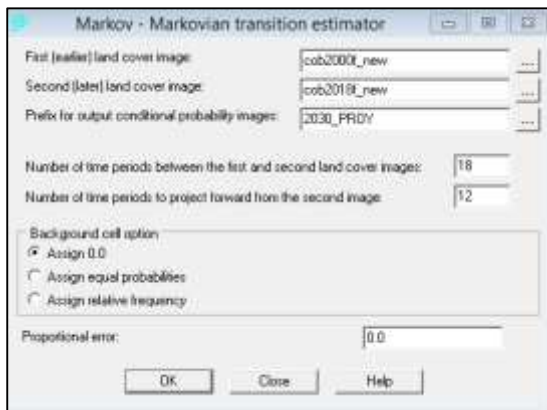 Markov - Markovian transition estimator
First (earlier) land cover image: cob2000f_new ...
Second (later) land cover image: cob2018f_new ...
Prefix for output conditional probability images: 2030_PROY ...
Number of time periods between the first and second land cover images: 18
Number of time periods to project forward from the second image: 12
Background cell option
Assign 0.0
Assign equal probabilities
Assign relative frequency
Proportional error: 0.0
OK Close Help